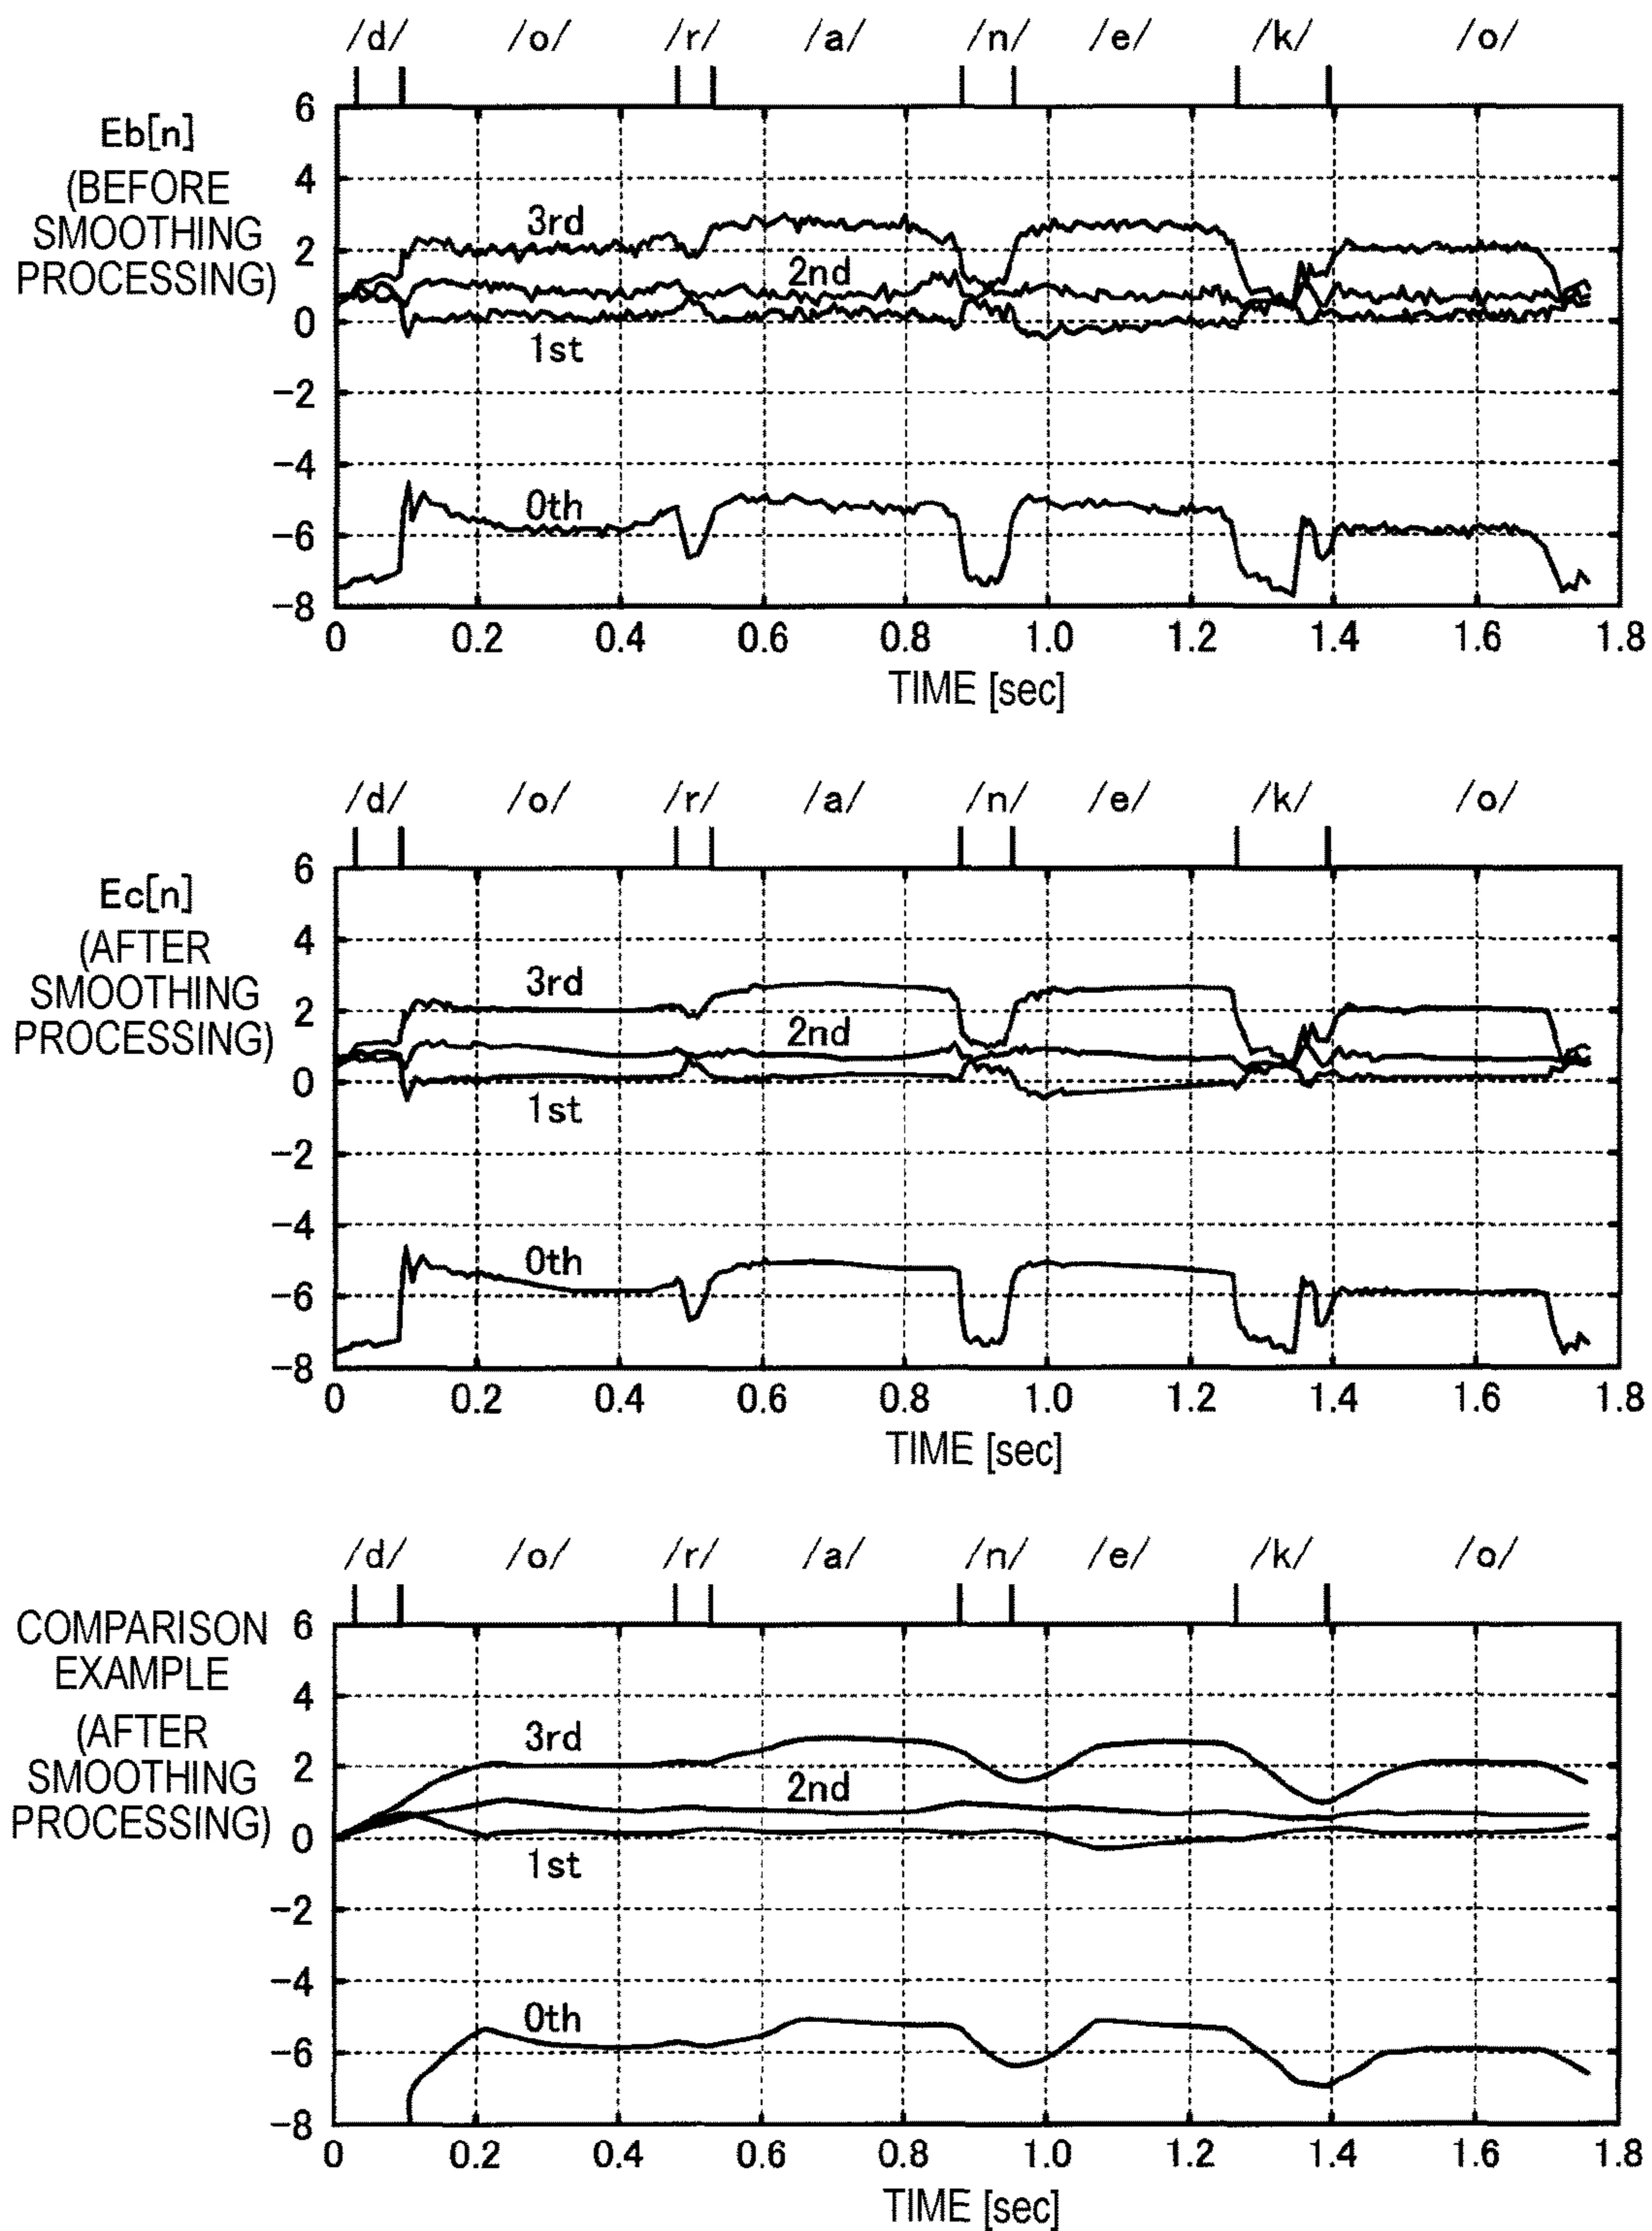 /d/ /o/ /r/ /a/ /n/ /e/ /k/ /o/
Eb[n]
(BEFORE
SMOOTHING
PROCESSING)
6
4
2
0
-2
-4
-6
-8
3rd
2nd
1st
0th
0 0.2 0.4 0.6 0.8 1.0 1.2 1.4 1.6 1.8
TIME [sec]
/d/ /o/ /r/ /a/ /n/ /e/ /k/ /o/
Ec[n]
(AFTER
SMOOTHING
PROCESSING)
6
4
2
0
-2
-4
-6
-8
3rd
2nd
1st
0th
0 0.2 0.4 0.6 0.8 1.0 1.2 1.4 1.6 1.8
TIME [sec]
/d/ /o/ /r/ /a/ /n/ /e/ /k/ /o/
COMPARISON
EXAMPLE
(AFTER
SMOOTHING
PROCESSING)
6
4
2
0
-2
-4
-6
-8
3rd
2nd
1st
0th
0 0.2 0.4 0.6 0.8 1.0 1.2 1.4 1.6 1.8
TIME [sec]